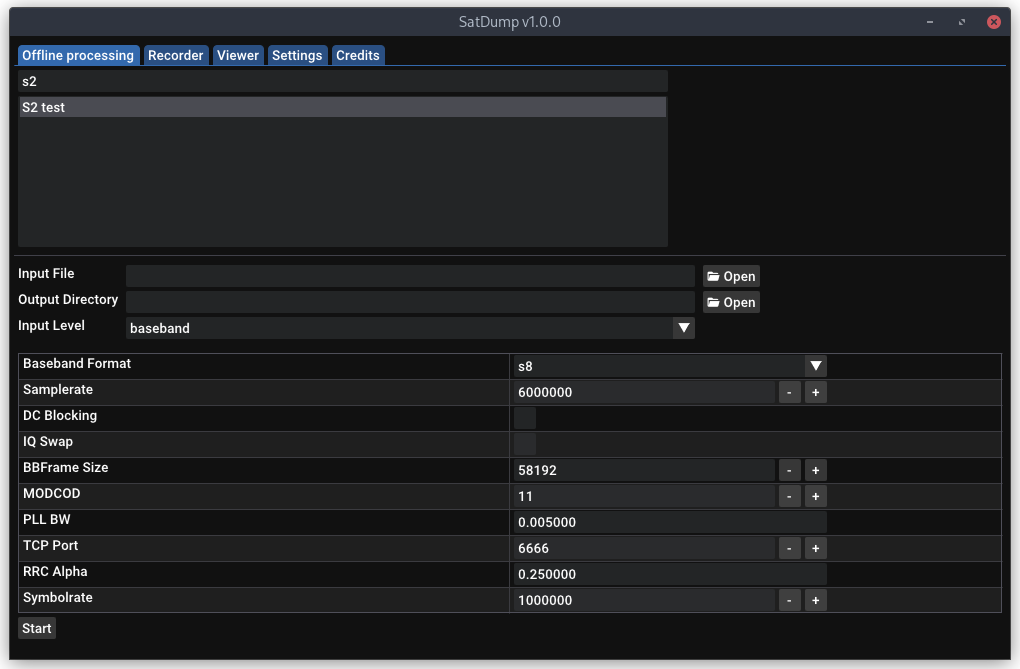 SatDump v1.0.0
Offline processing Recorder Viewer Settings Credits
s2
S2 test
Input File Open
Output Directory Open
Input Level baseband
Baseband Format s8
Samplerate 6000000 - +
DC Blocking
IQ Swap
BBFrame Size 58192 - +
MODCOD 11 - +
PLL BW 0.005000
TCP Port 6666 - +
RRC Alpha 0.250000
Symbolrate 1000000 - +
Start